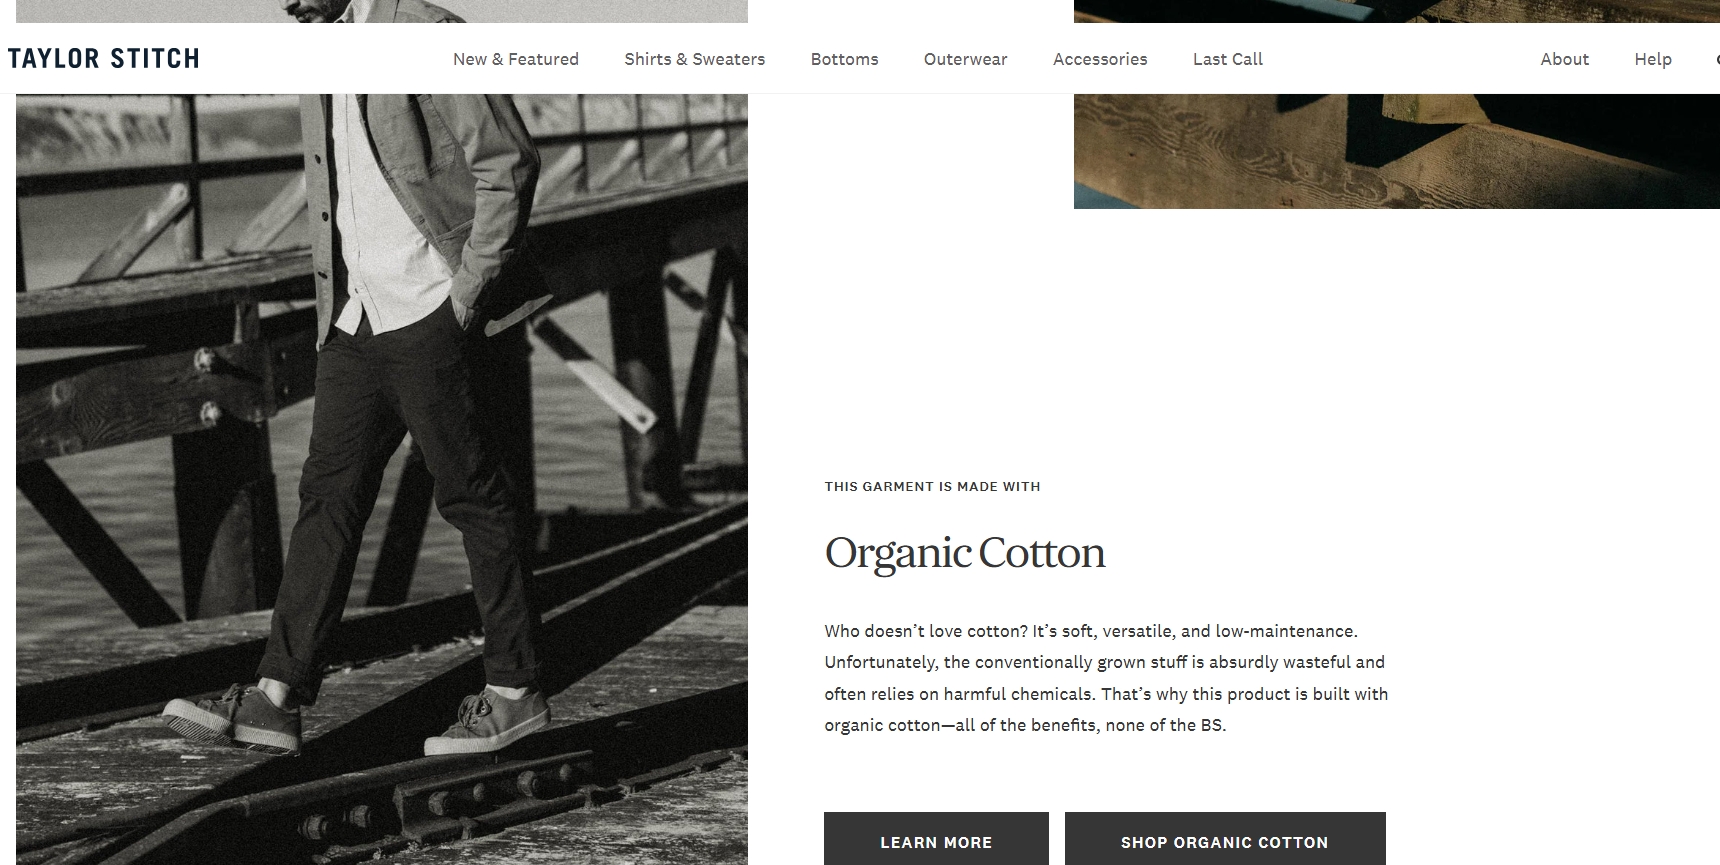 TAYLOR STITCH
New & Featured
Shirts & Sweaters
Bottoms
Outerwear
Accessories
Last Call
About
Help
THIS GARMENT IS MADE WITH
Organic Cotton
Who doesn’t love cotton? It’s soft, versatile, and low-maintenance.
Unfortunately, the conventionally grown stuff is absurdly wasteful and
often relies on harmful chemicals. That’s why this product is built with
organic cotton—all of the benefits, none of the BS.
LEARN MORE
SHOP ORGANIC COTTON